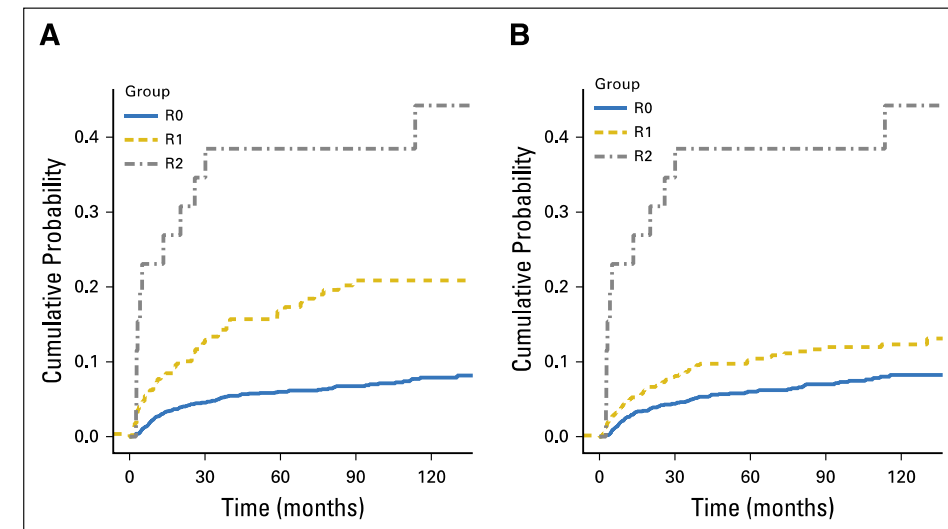 A
Group
R0
R1
R2
0.4
0.3
0.2
0.1
0.0
Cumulative Probability
0
30
60
90
120
Time (months)
B
Group
R0
R1
R2
0.4
0.3
0.2
0.1
0.0
Cumulative Probability
0
30
60
90
120
Time (months)